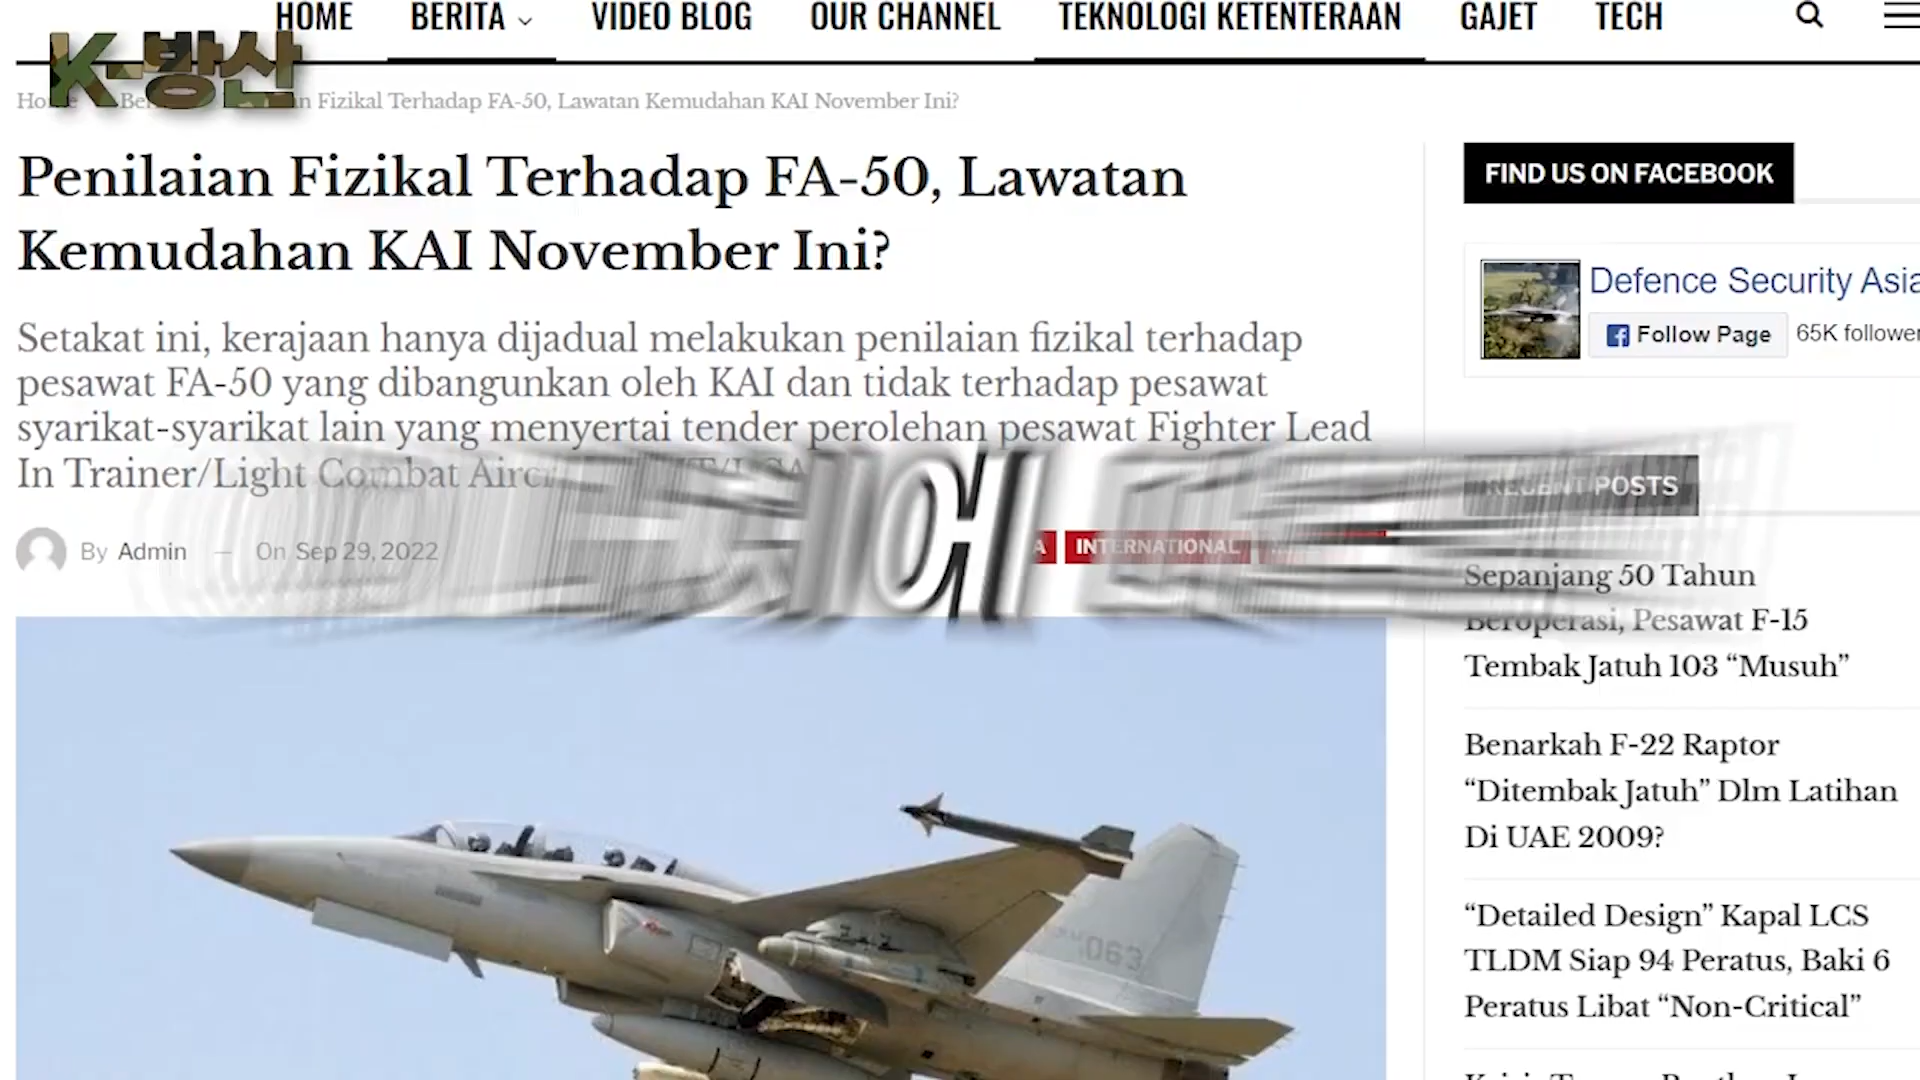 HOME BERITA VIDEO BLOG OUR CHANNEL TEKNOLOGI KETENTERAAN GAJET TECH
K-방산
Fizikal Terhadap FA-50, Lawatan Kemudahan KAI November Ini?
Penilaian Fizikal Terhadap FA-50, Lawatan
Kemudahan KAI November Ini?
Setakat ini, kerajaan hanya dijadual melakukan penilaian fizikal terhadap
pesawat FA-50 yang dibangunkan oleh KAI dan tidak terhadap pesawat
syarikat-syarikat lain yang menyertai tender perolehan pesawat Fighter Lead
In Trainer/Light Combat
By Admin — On Sep 29, 2022
INTERNATIONAL
063
FIND US ON FACEBOOK
Defence Security Asia
Follow Page 65K follower
RECENT POSTS
Sepanjang 50 Tahun
Beroperasi, Pesawat F-15
Tembak Jatuh 103 “Musuh”
Benarkah F-22 Raptor
“Ditembak Jatuh” Dlm Latihan
Di UAE 2009?
“Detailed Design” Kapal LCS
TLDM Siap 94 Peratus, Baki 6
Peratus Libat “Non-Critical”